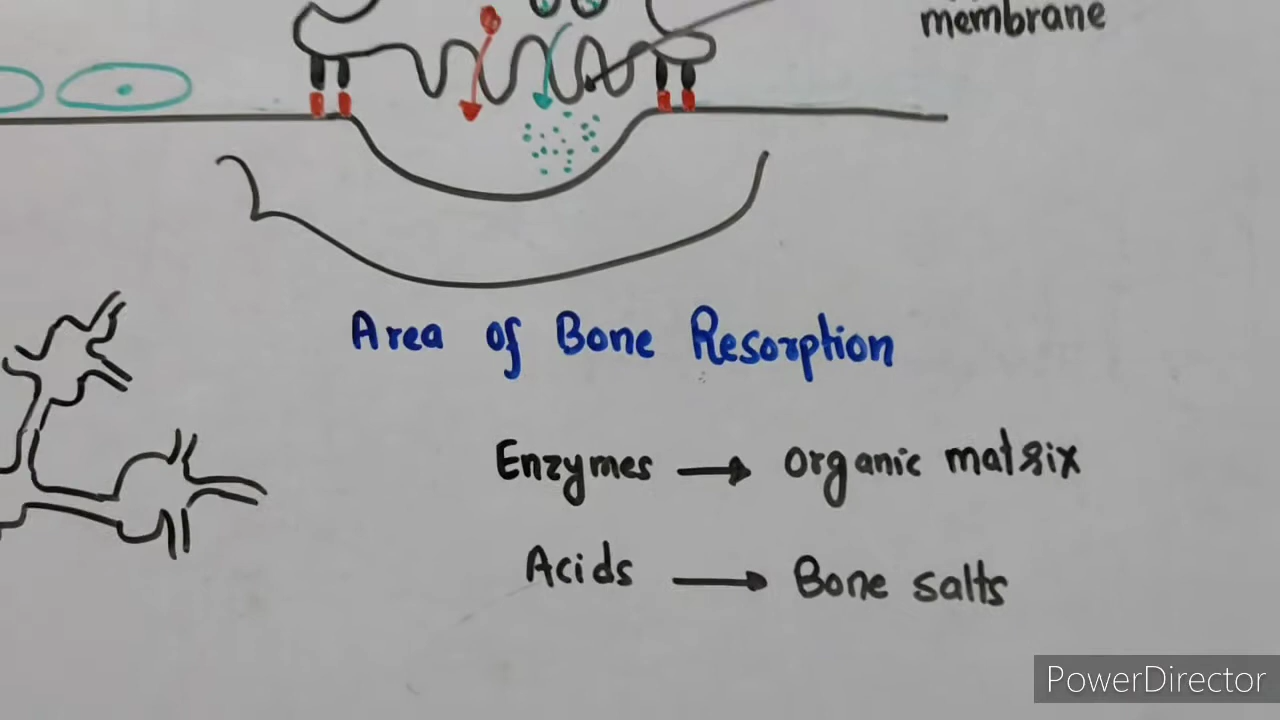 membrane
Area of Bone Resorption
Enzymes → Organic matrix
Acids → Bone salts
PowerDirector